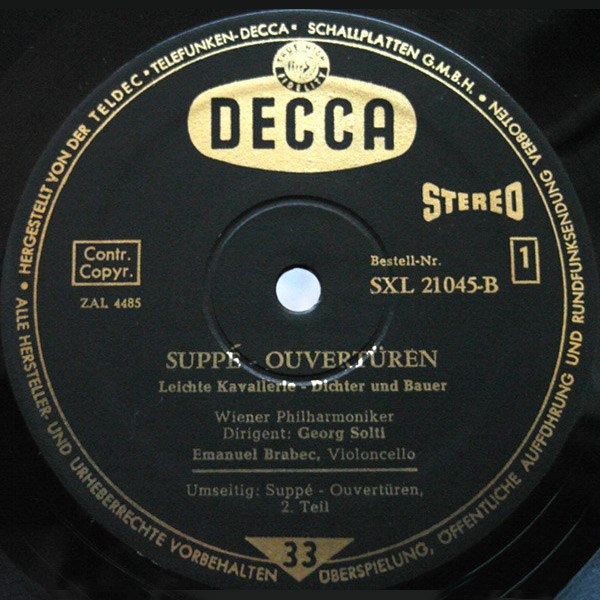 • HERGESTELLT VON DER TELDEC • TELEFUNKEN-DECCA • SCHALLPLATTEN G.M.B.H. •
ALLE HERSTELLER- UND URHEBERRECHTE VORBEHALTEN
ÜBERSPIELUNG, ÖFFENTLICHE AUFFÜHRUNG UND RUNDFUNKSENDUNG VERBOTEN
FIDELITY
DECCA
STEREO
Contr.
Copyr.
ZAL 4485
Bestell-Nr.
SXL 21045-B
1
SUPPÉ - OUVERTÜREN
Leichte Kavallerie - Dichter und Bauer
Wiener Philharmoniker
Dirigent: Georg Solti
Emanuel Brabec, Violoncello
Umseitig: Suppé - Ouvertüren,
2. Teil
33